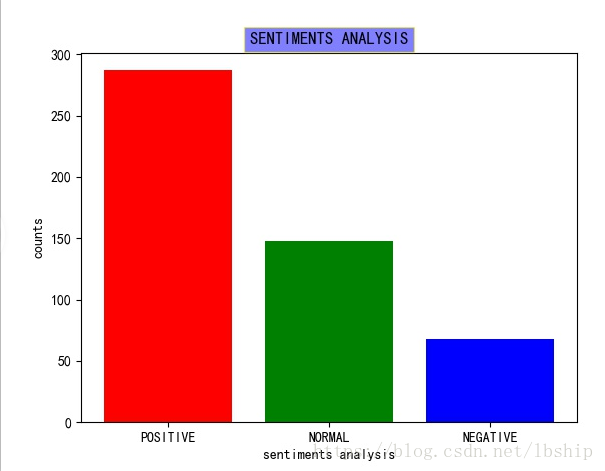 SENTIMENTS ANALYSIS
300
250
200
150
100
50
0
counts
POSITIVE NORMAL NEGATIVE
sentiments analysis
https://blog.csdn.net/lbship